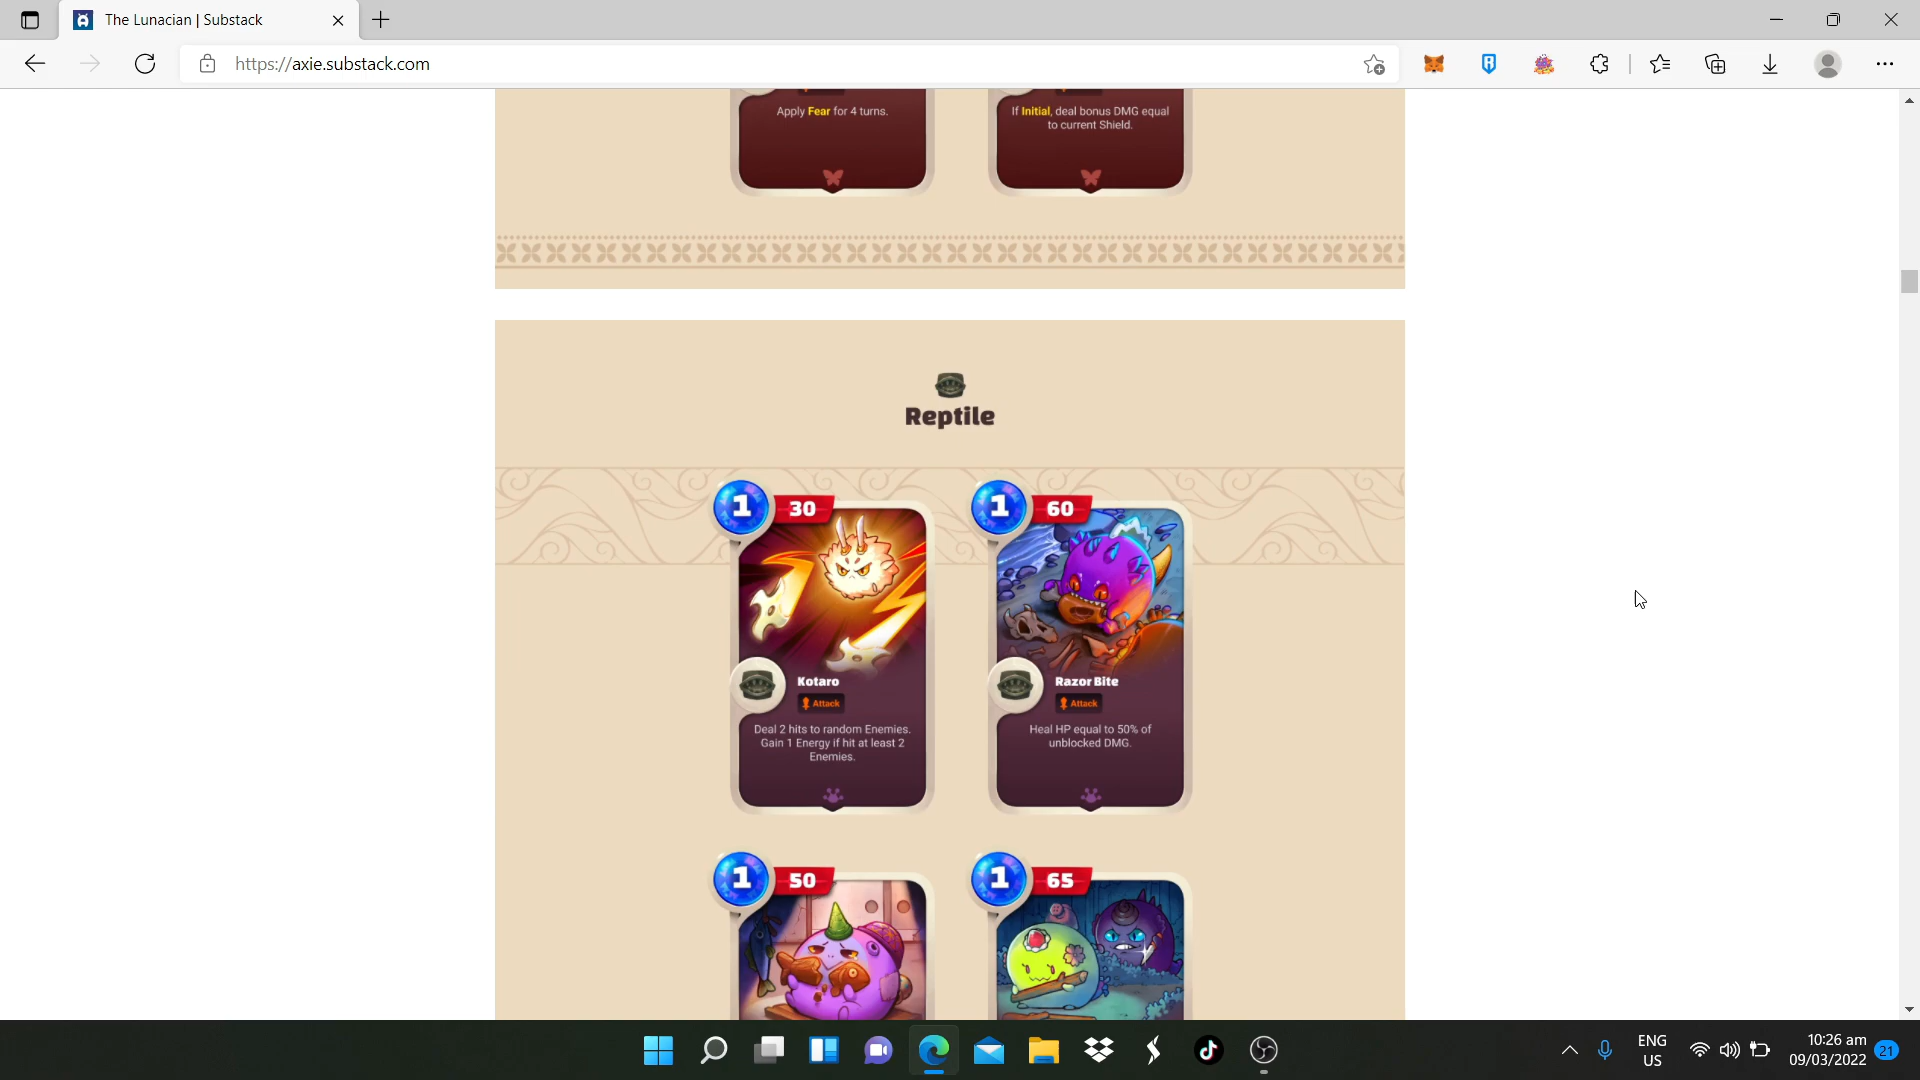 The Lunacian | Substack
https://axie.substack.com
Apply Fear for 4 turns.
If Initial, deal bonus DMG equal
to current Shield.
Reptile
1
30
Kotaro
Attack
Deal 2 hits to random Enemies.
Gain 1 Energy if hit at least 2
Enemies.
1
60
Razor Bite
Attack
Heal HP equal to 50% of
unblocked DMG.
1
50
1
65
ENG
US
10:26 am
09/03/2022
21